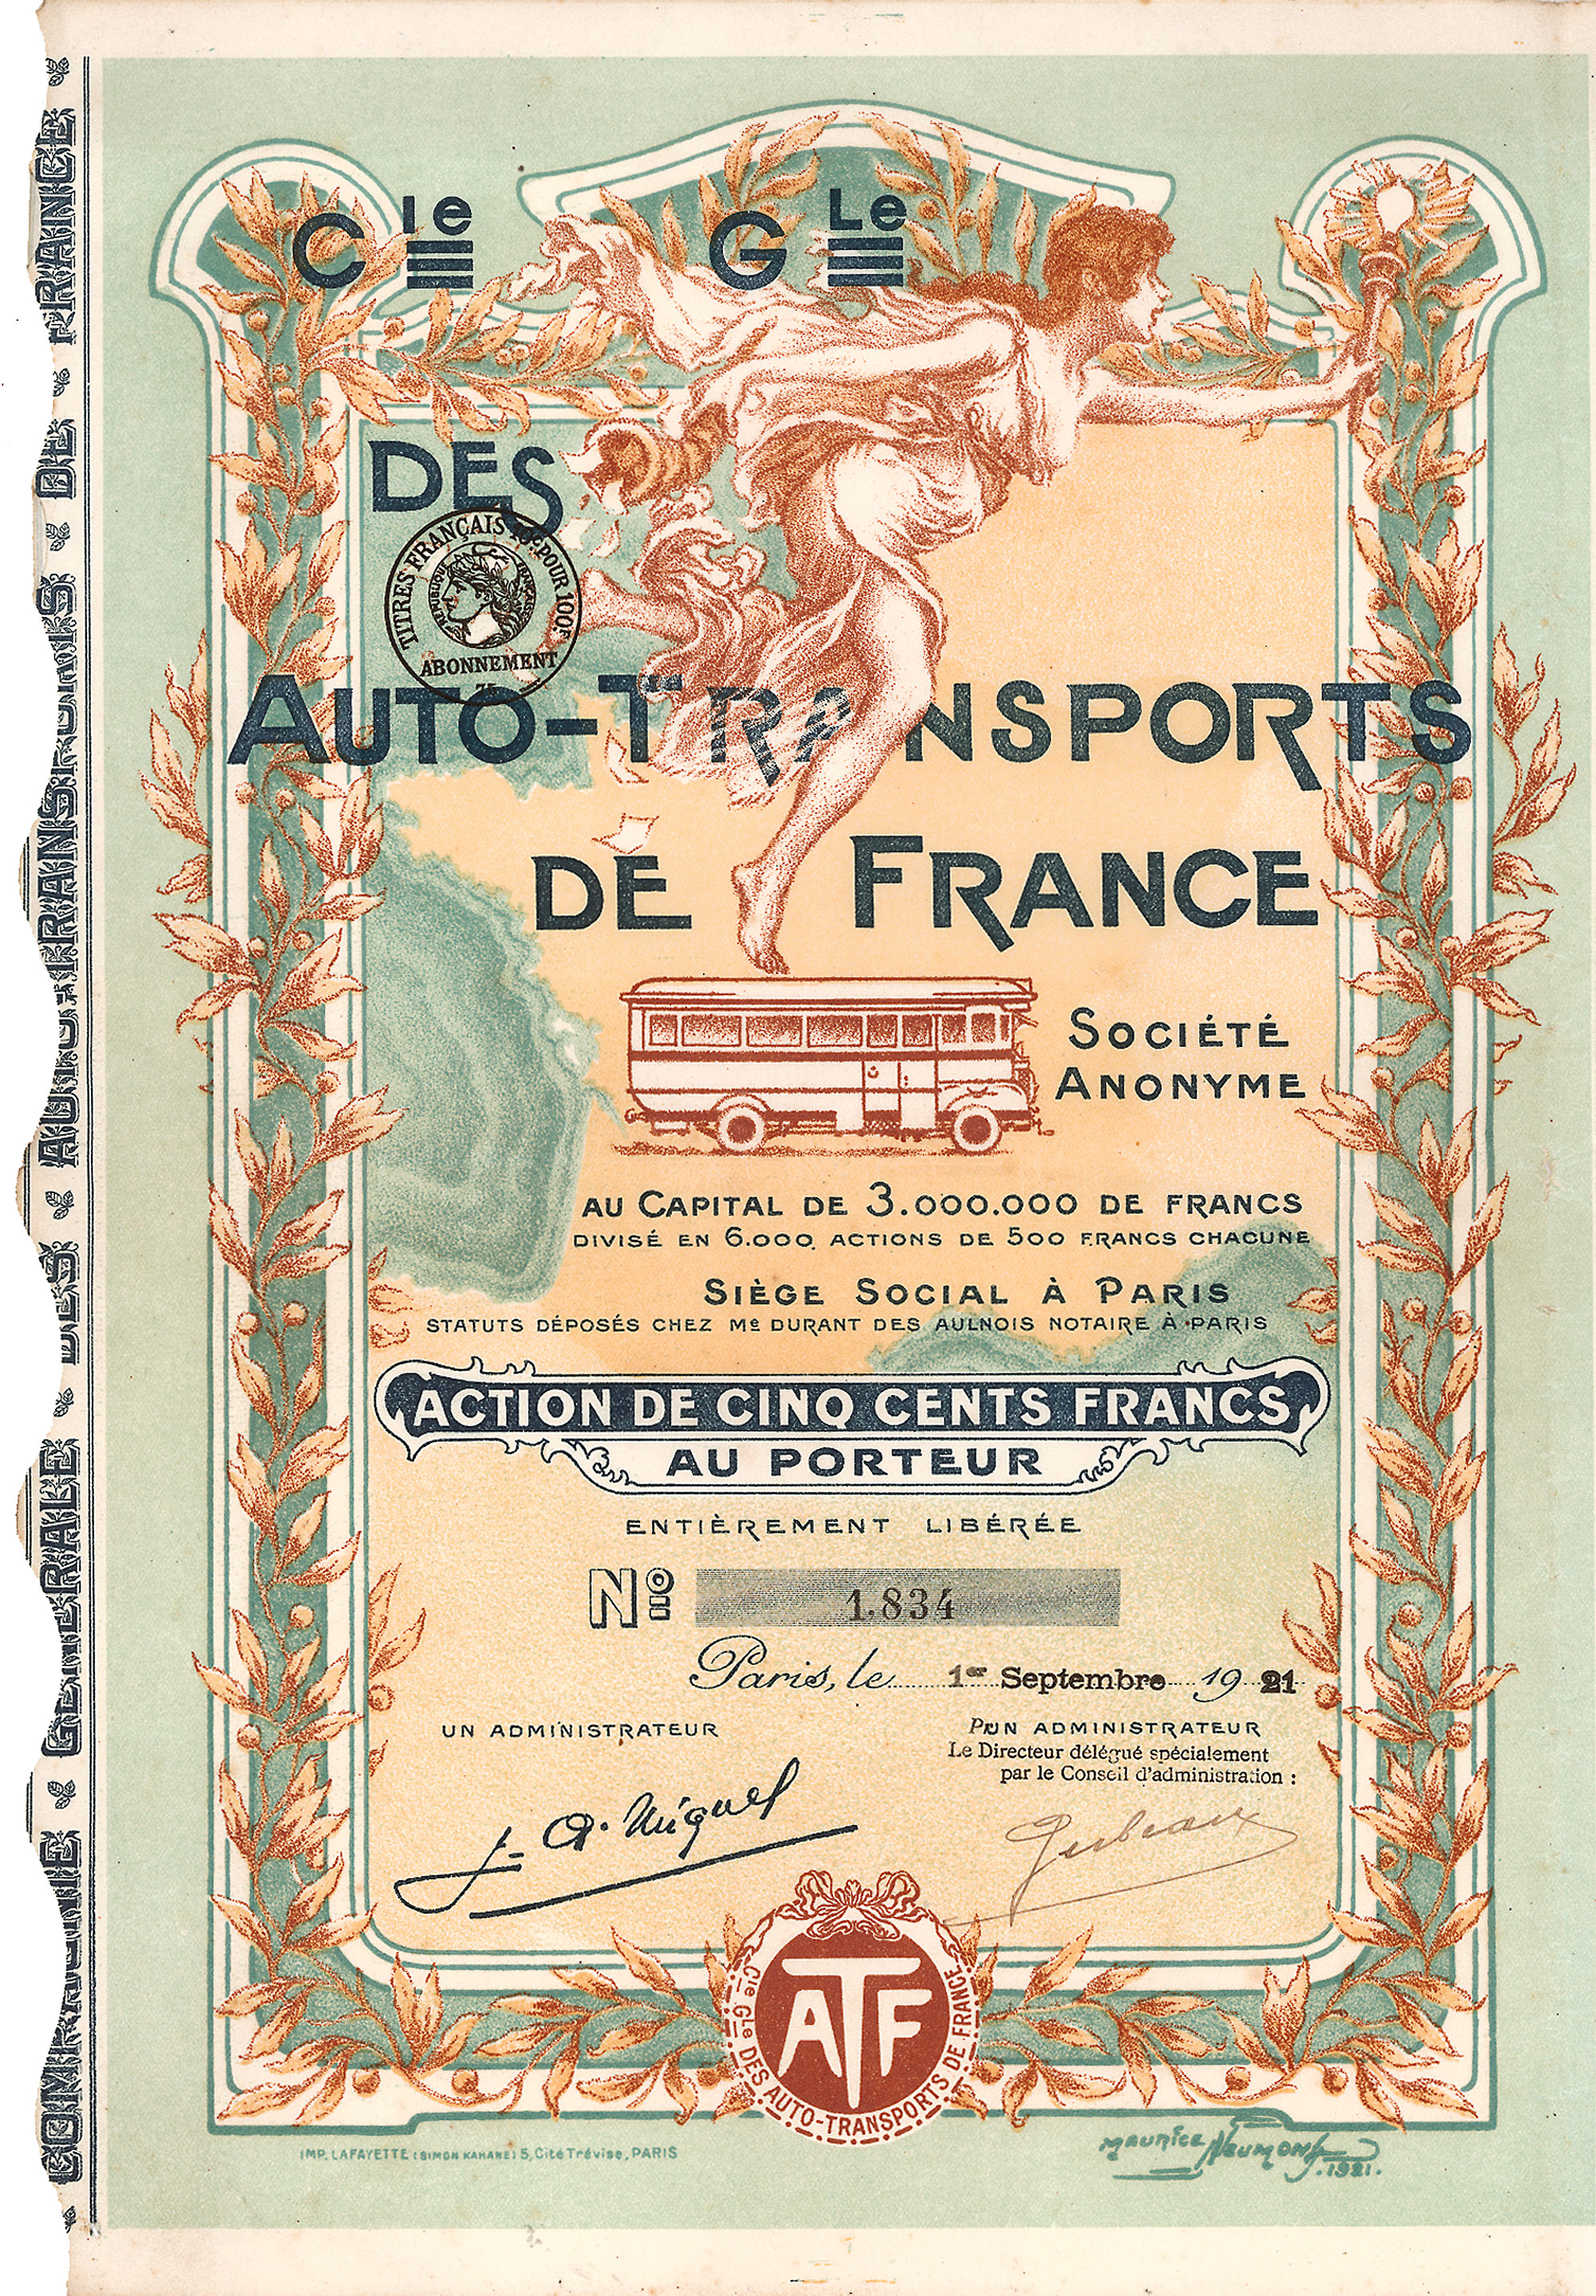 Cie Gle
DES
TITRES FRANÇAIS 10c. POUR 100F
RÉPUBLIQUE FRANÇAISE
ABONNEMENT
AUTO-TRANSPORTS
DE FRANCE
SOCIÉTÉ
ANONYME
AU CAPITAL DE 3.000.000 DE FRANCS
DIVISÉ EN 6.000 ACTIONS DE 500 FRANCS CHACUNE
SIÈGE SOCIAL À PARIS
STATUTS DÉPOSÉS CHEZ Me DURANT DES AULNOIS NOTAIRE À PARIS
ACTION DE CINQ CENTS FRANCS
AU PORTEUR
ENTIÈREMENT LIBÉRÉE
No 1.834
Paris, le 1er Septembre 1921
UN ADMINISTRATEUR
Pr UN ADMINISTRATEUR
Le Directeur délégué spécialement
par le Conseil d'administration :
J. A. Miquel
Gerbeaux
ATF
Cie Gle DES AUTO-TRANSPORTS DE FRANCE
IMP. LAFAYETTE (SIMON KAHANE) 5, Cité Trévise, PARIS
maurice Neumont 1921.
COMPAGNIE GÉNÉRALE DES AUTO-TRANSPORTS DE FRANCE